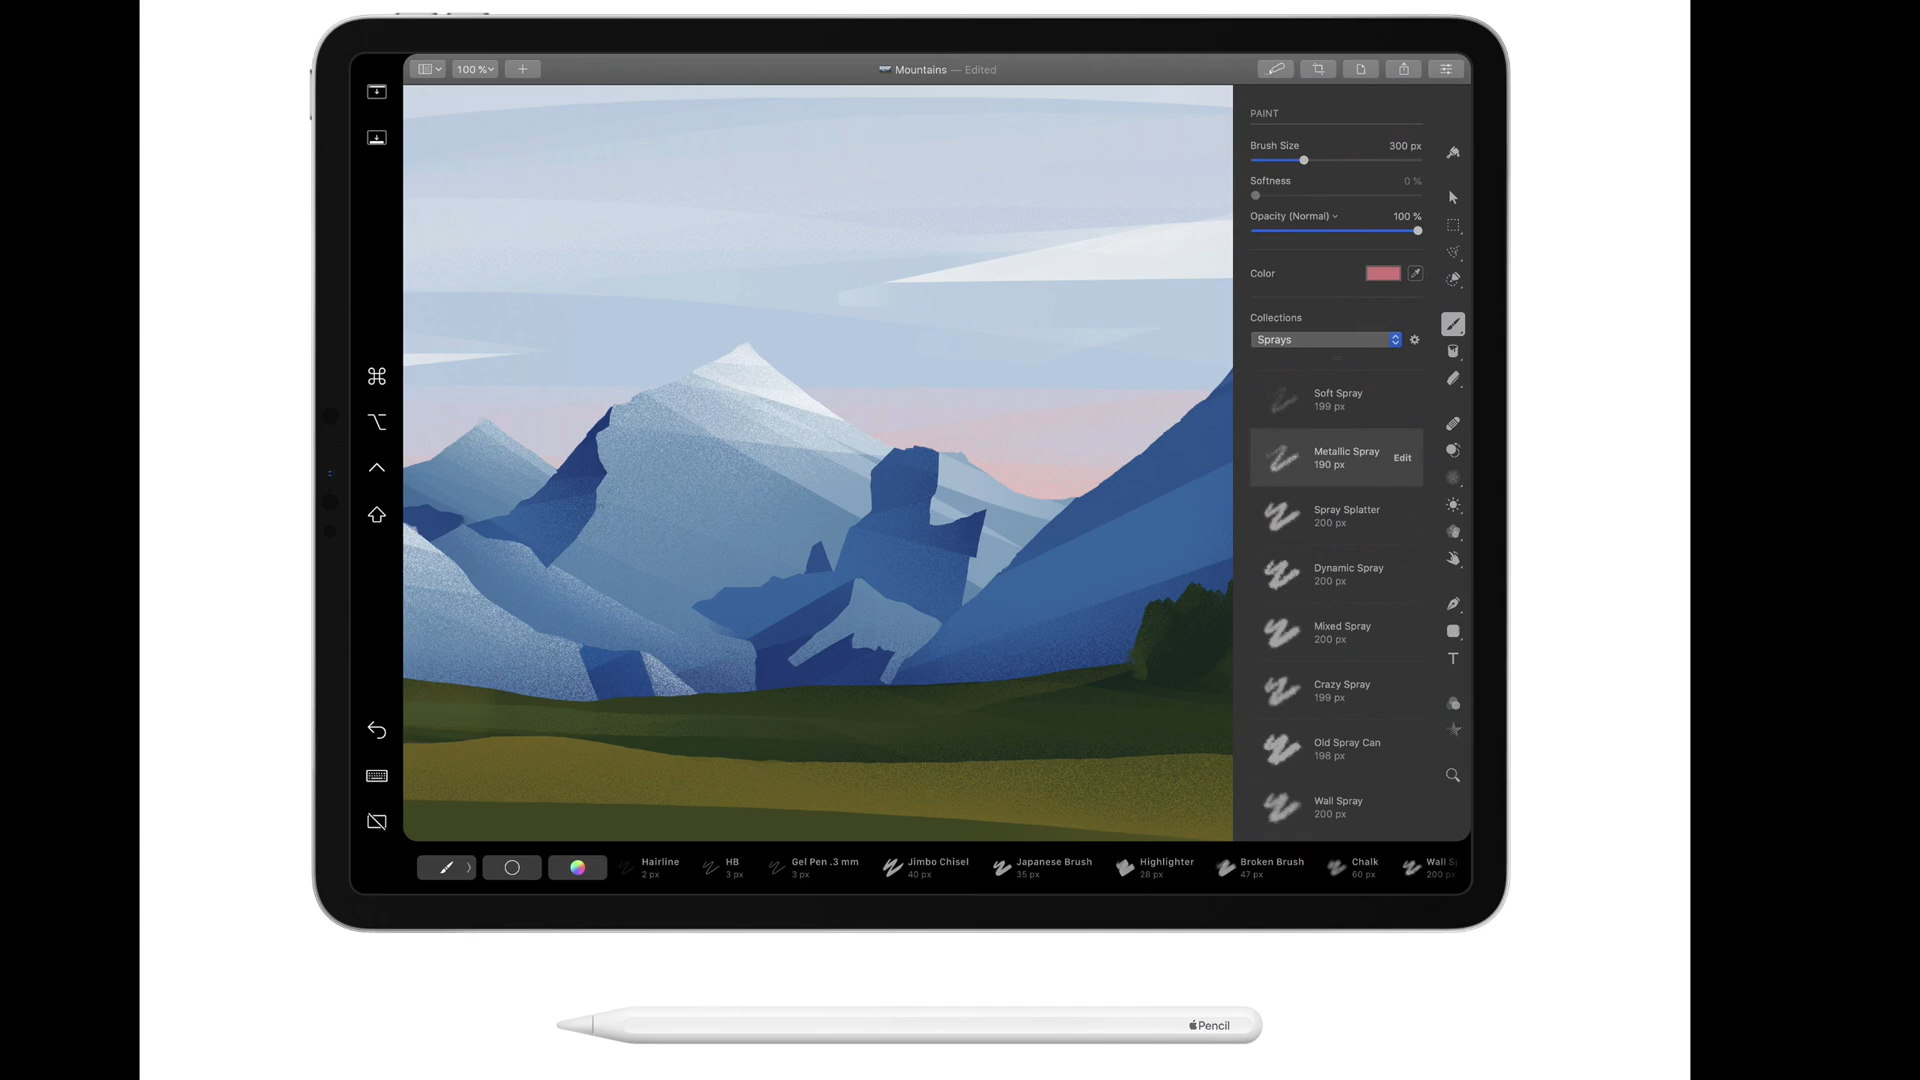 100 %
Mountains — Edited
PAINT
Brush Size 300 px
Softness 0 %
Opacity (Normal) 100 %
Color
Collections
Sprays
Soft Spray
199 px
Metallic Spray
190 px
Edit
Spray Splatter
200 px
Dynamic Spray
200 px
Mixed Spray
200 px
Crazy Spray
199 px
Old Spray Can
198 px
Wall Spray
200 px
T
Hairline
2 px
HB
3 px
Gel Pen .3 mm
3 px
Jimbo Chisel
40 px
Japanese Brush
35 px
Highlighter
28 px
Broken Brush
47 px
Chalk
60 px
Wall S
200 px
Pencil